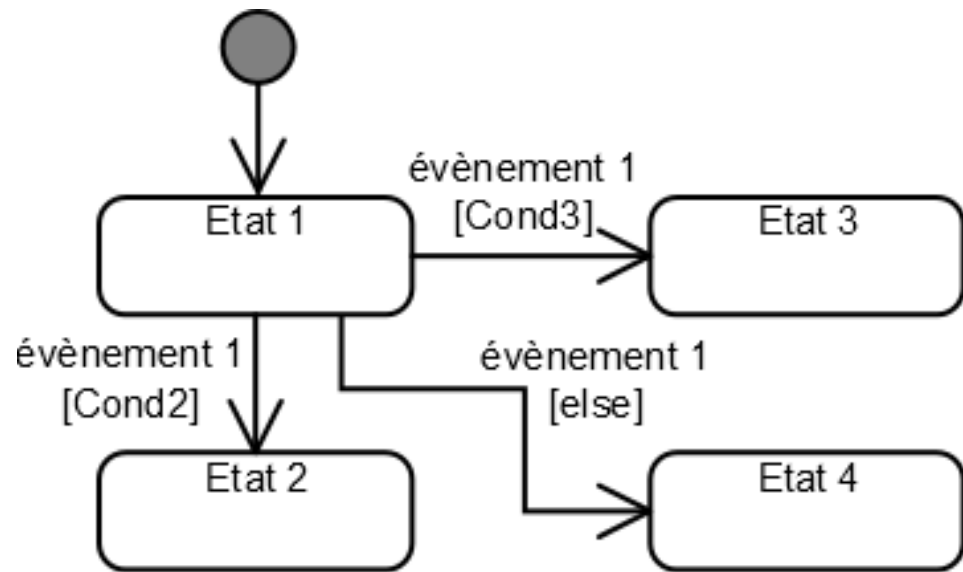 évènement 1
[Cond3]
Etat 1
Etat 3
évènement 1
[Cond2]
évènement 1
[else]
Etat 2
Etat 4